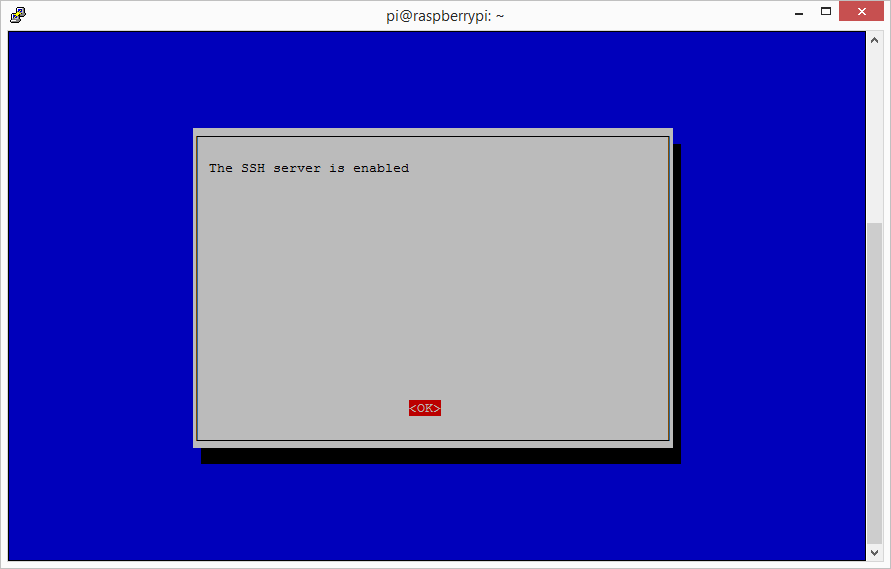 pi@raspberrypi: ~
The SSH server is enabled
<OK>